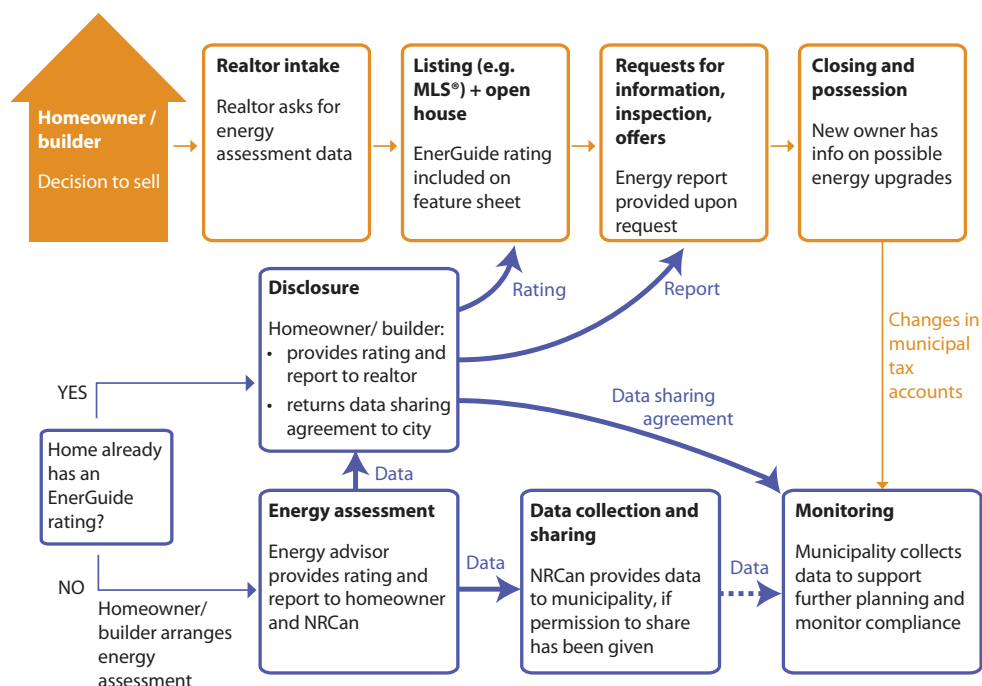 Homeowner /
builder
Decision to sell
Realtor intake
Realtor asks for
energy
assessment data
Listing (e.g.
MLS®) + open
house
EnerGuide rating
included on
feature sheet
Requests for
information,
inspection,
offers
Energy report
provided upon
request
Closing and
possession
New owner has
info on possible
energy upgrades
Rating
Report
Changes in
municipal
tax
accounts
Disclosure
Homeowner/ builder:
• provides rating and
report to realtor
• returns data sharing
agreement to city
Data sharing
agreement
YES
Home already
has an
EnerGuide
rating?
NO
Homeowner/
builder arranges
energy
assessment
Data
Energy assessment
Energy advisor
provides rating and
report to homeowner
and NRCan
Data
Data collection and
sharing
NRCan provides data
to municipality, if
permission to share
has been given
Data
Monitoring
Municipality collects
data to support
further planning and
monitor compliance